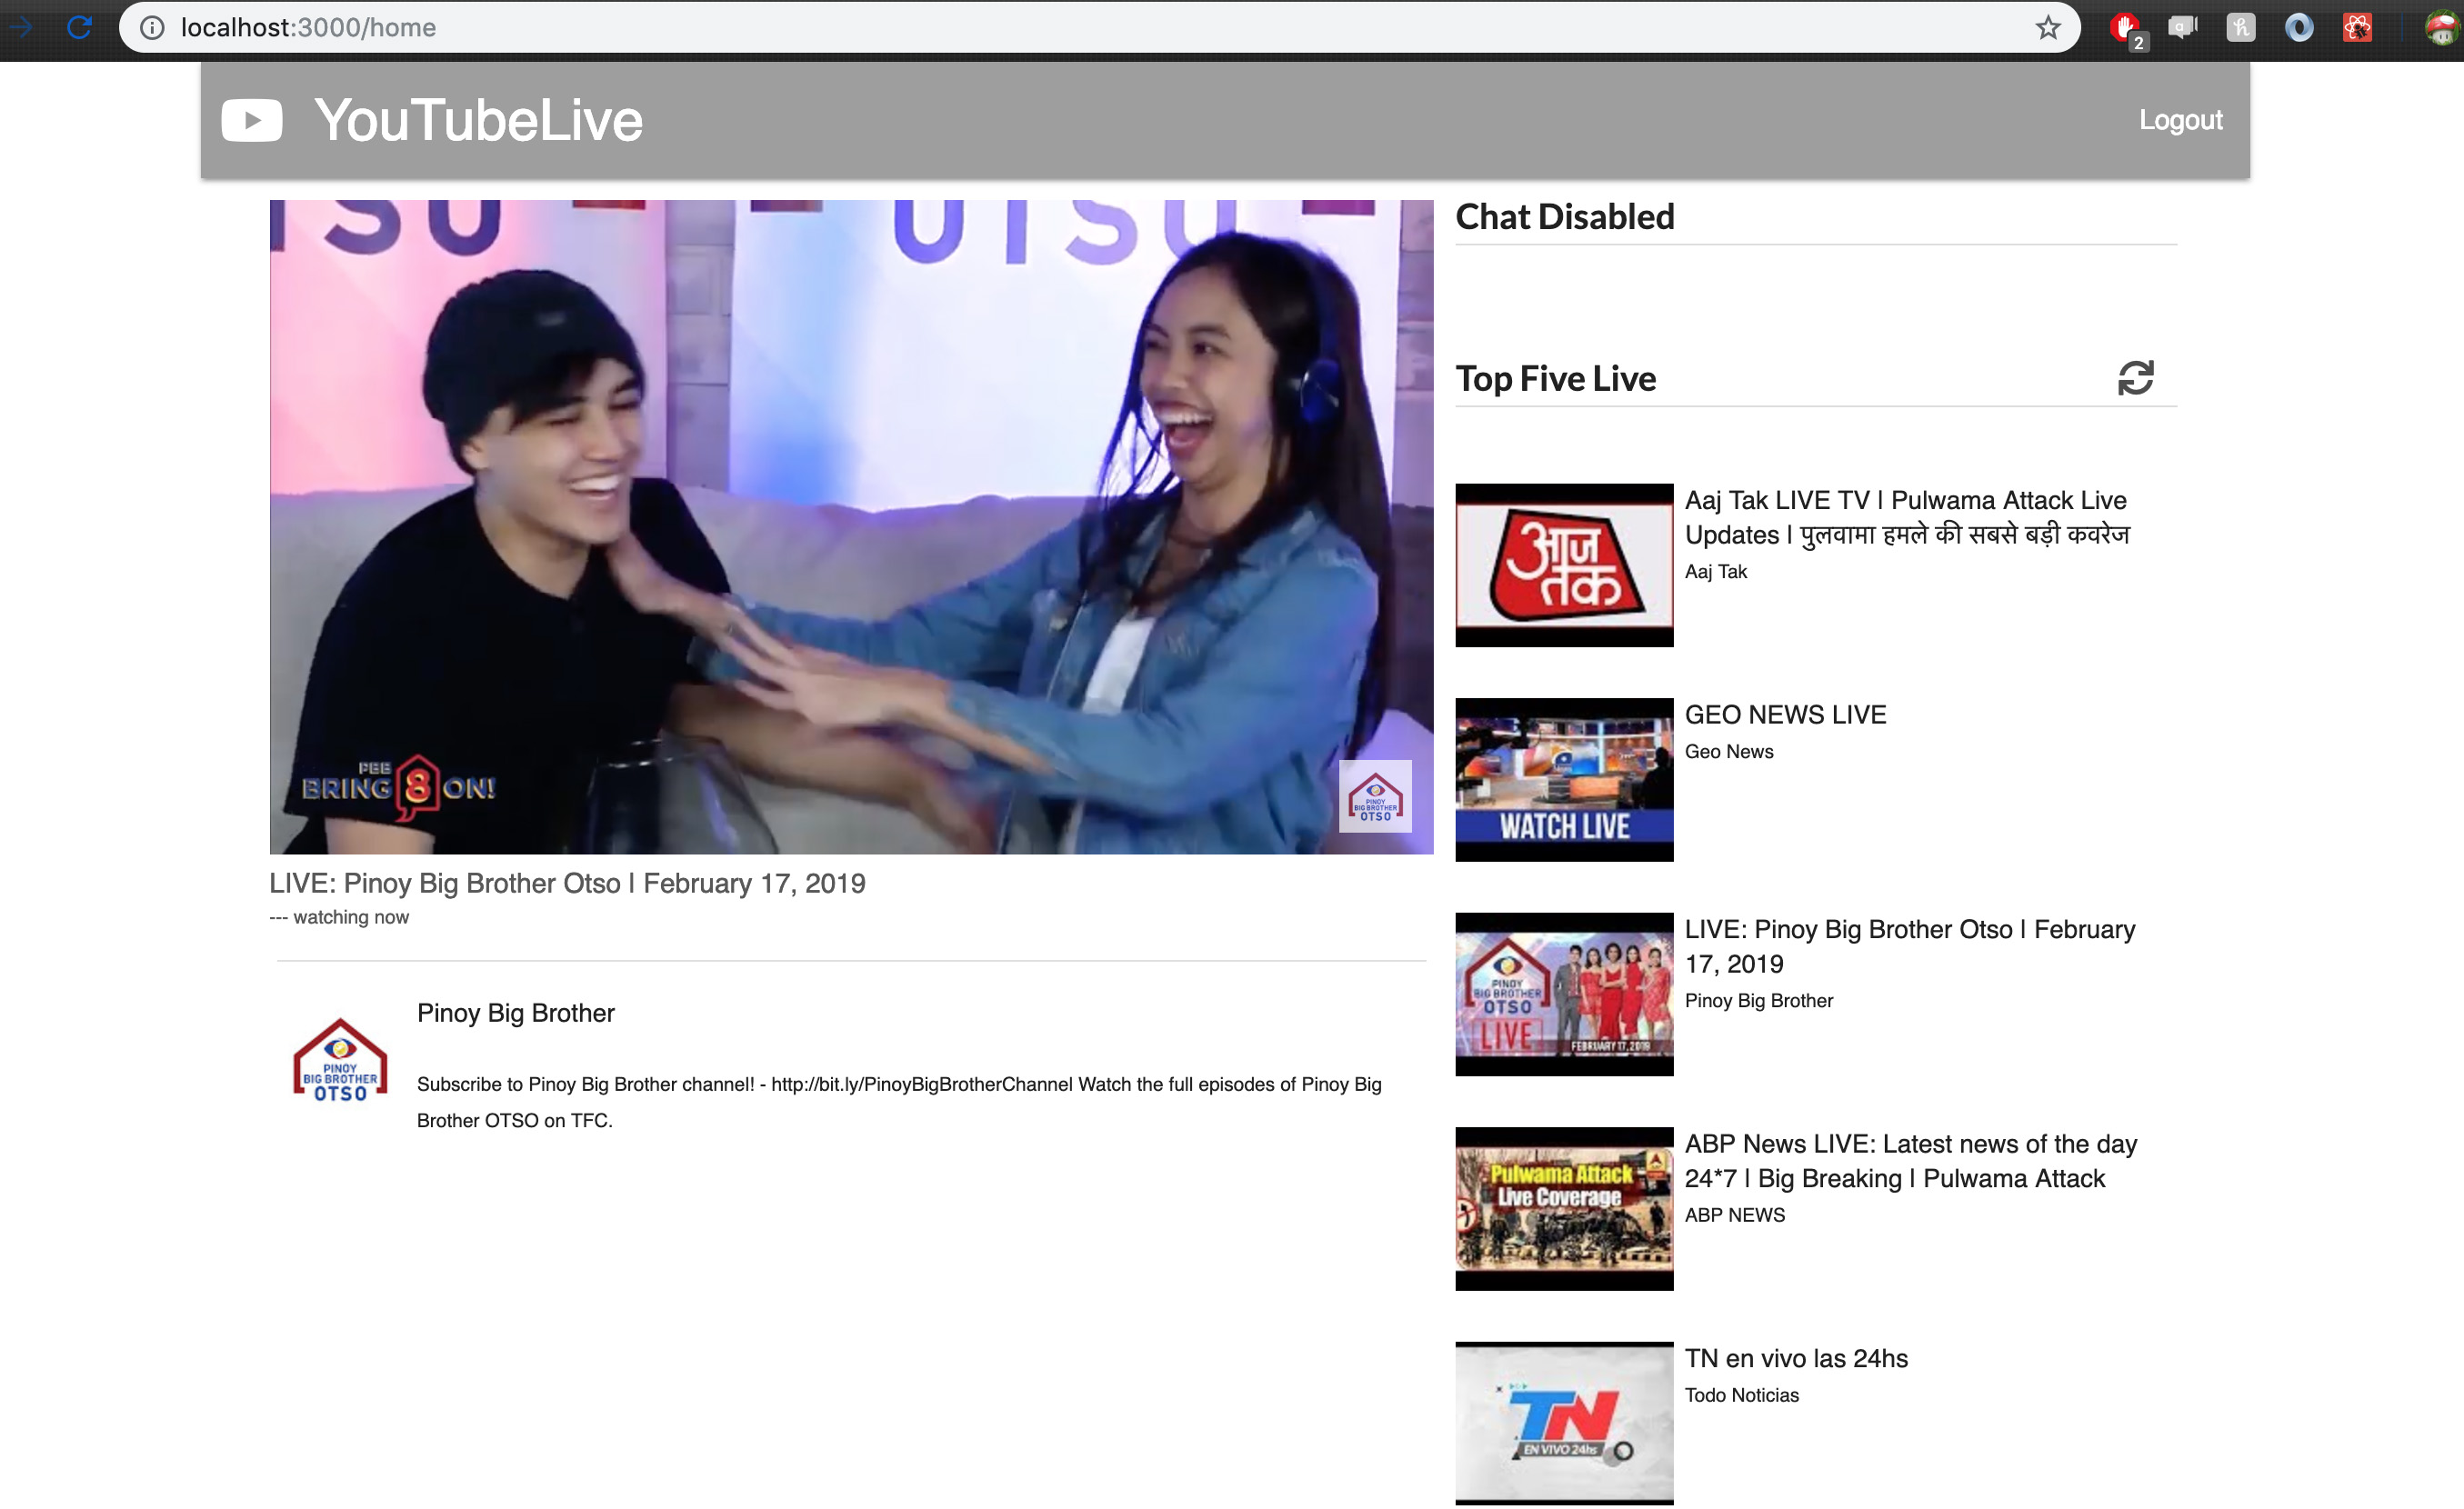 localhost:3000/home
2
YouTubeLive
Logout
OTSO
BRING 8 ON!
PINOY
BIG BROTHER
OTSO
LIVE: Pinoy Big Brother Otso | February 17, 2019
--- watching now
Pinoy Big Brother
PINOY
BIG BROTHER
OTSO
Subscribe to Pinoy Big Brother channel! - http://bit.ly/PinoyBigBrotherChannel Watch the full episodes of Pinoy Big
Brother OTSO on TFC.
Chat Disabled
Top Five Live
आज
तक
Aaj Tak LIVE TV | Pulwama Attack Live
Updates | पुलवामा हमले की सबसे बड़ी कवरेज
Aaj Tak
WATCH LIVE
GEO NEWS LIVE
Geo News
PINOY
BIG BROTHER
OTSO
LIVE
FEBRUARY 17, 2019
LIVE: Pinoy Big Brother Otso | February
17, 2019
Pinoy Big Brother
Pulwama Attack
Live Coverage
ABP News LIVE: Latest news of the day
24*7 | Big Breaking | Pulwama Attack
ABP NEWS
TN
EN VIVO 24hs
TN en vivo las 24hs
Todo Noticias